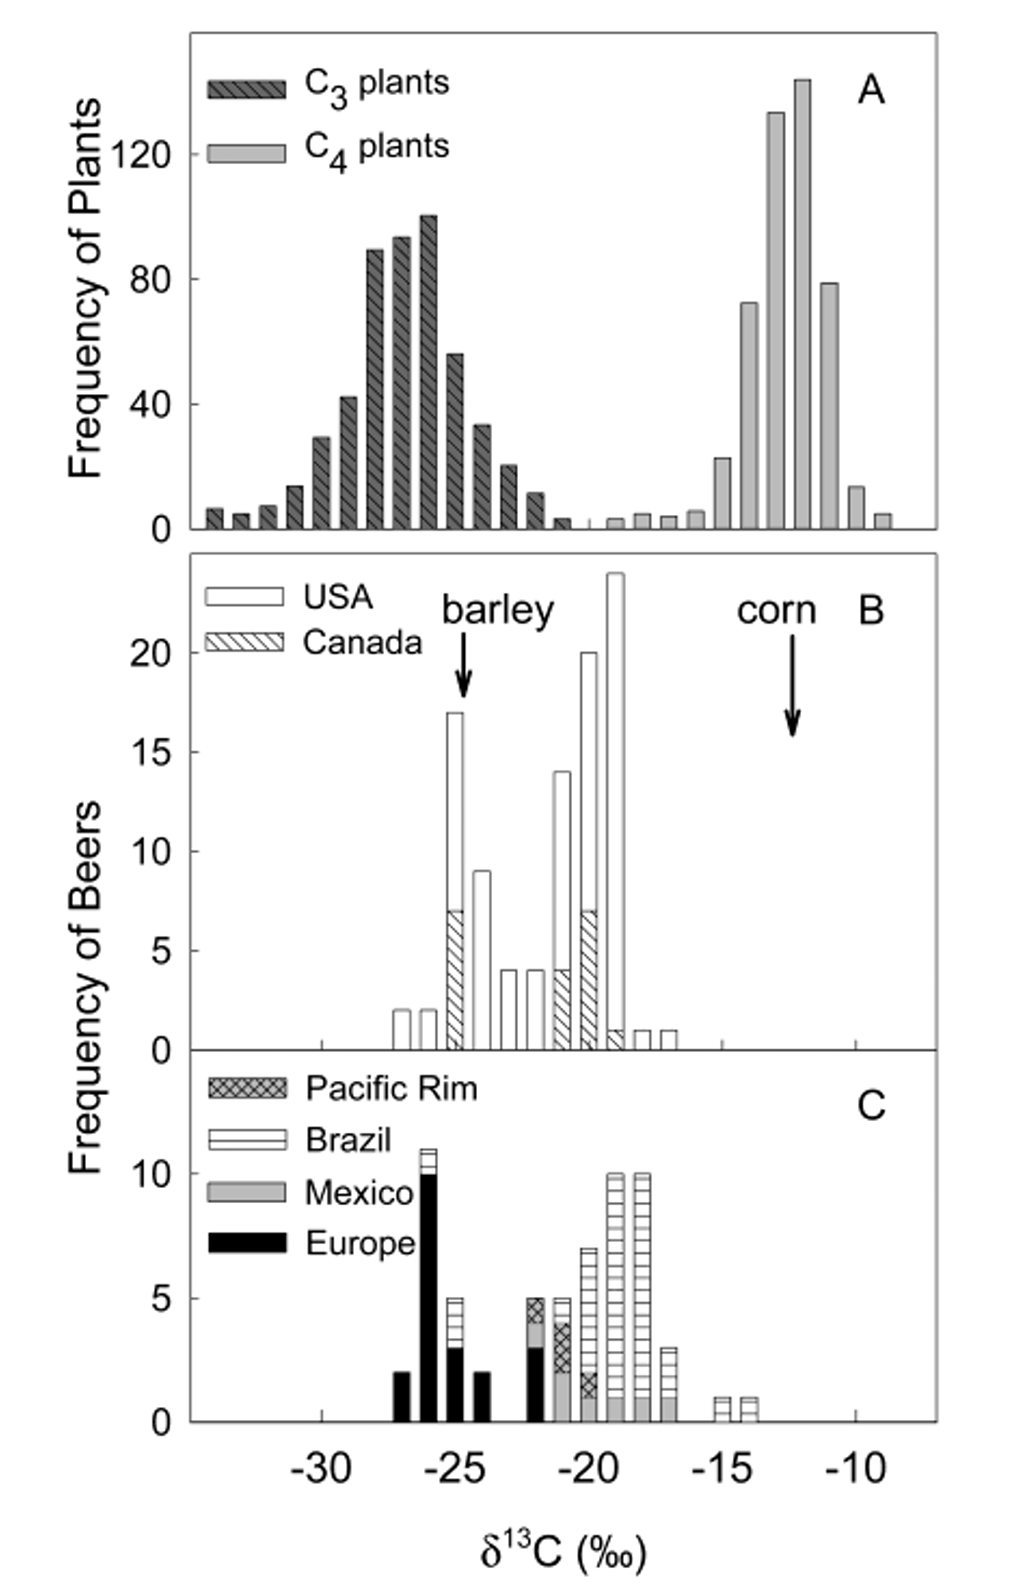 A
C3 plants
C4 plants
Frequency of Plants
120
80
40
0
B
USA
Canada
barley
corn
20
15
10
5
0
Frequency of Beers
C
Pacific Rim
Brazil
Mexico
Europe
10
5
0
-30 -25 -20 -15 -10
δ¹³C (‰)